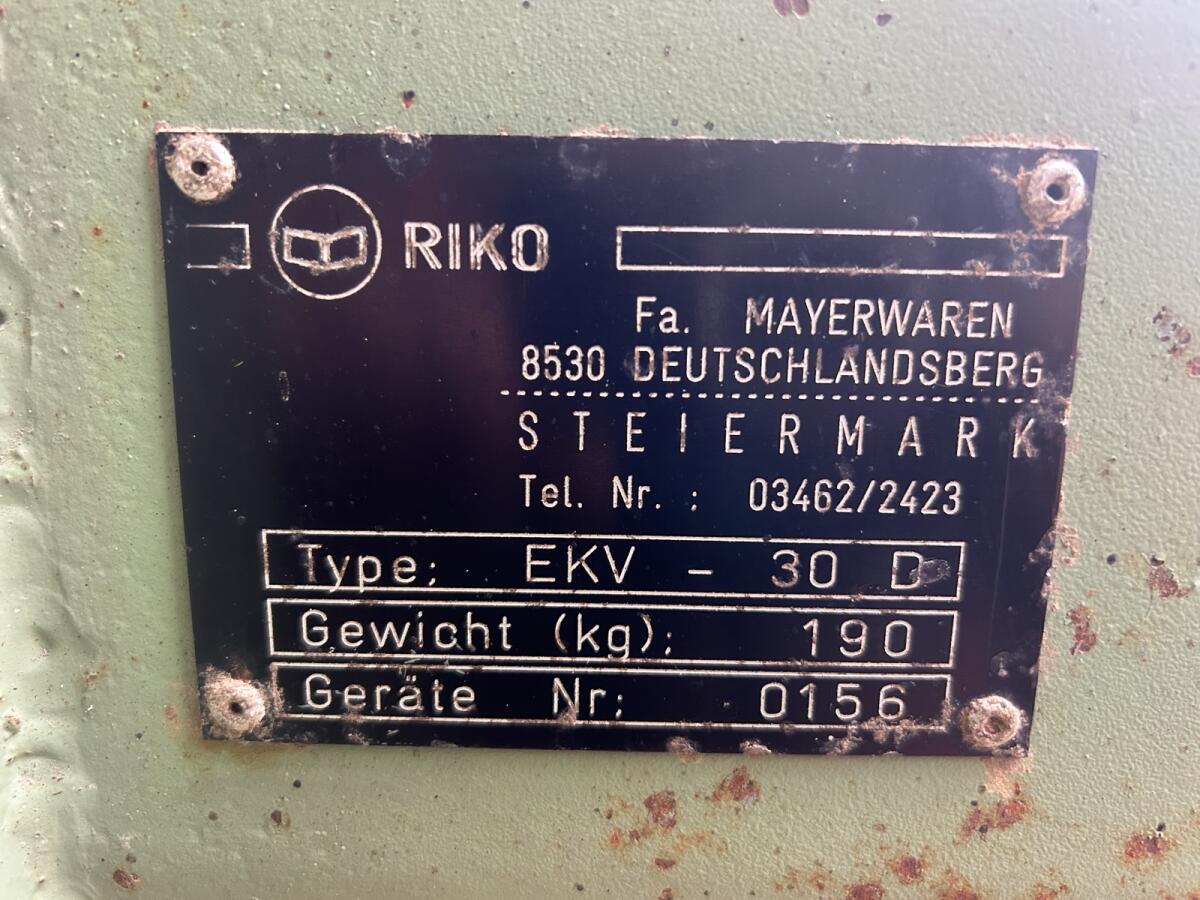 RIKO
Fa. MAYERWAREN
8530 DEUTSCHLANDSBERG
STEIERMARK
Tel. Nr. : 03462/2423
Type: EKV - 30 D
Gewicht (kg): 190
Geräte Nr: 0156